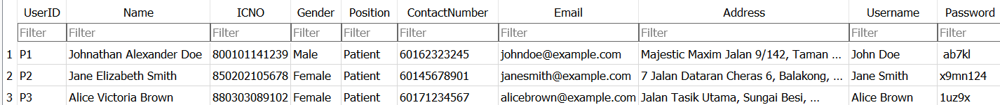 UserID Name ICNO Gender Position ContactNumber Email Address Username Password
Filter Filter Filter Filter Filter Filter Filter Filter Filter Filter
1 P1 Johnathan Alexander Doe 800101141239 Male Patient 60162323245 johndoe@example.com Majestic Maxim Jalan 9/142, Taman ... John Doe ab7kl
2 P2 Jane Elizabeth Smith 850202105678 Female Patient 60145678901 janesmith@example.com 7 Jalan Dataran Cheras 6, Balakong, ... Jane Smith x9mn124
3 P3 Alice Victoria Brown 880303089102 Female Patient 60171234567 alicebrown@example.com Jalan Tasik Utama, Sungai Besi, ... Alice Brown 1uz9x